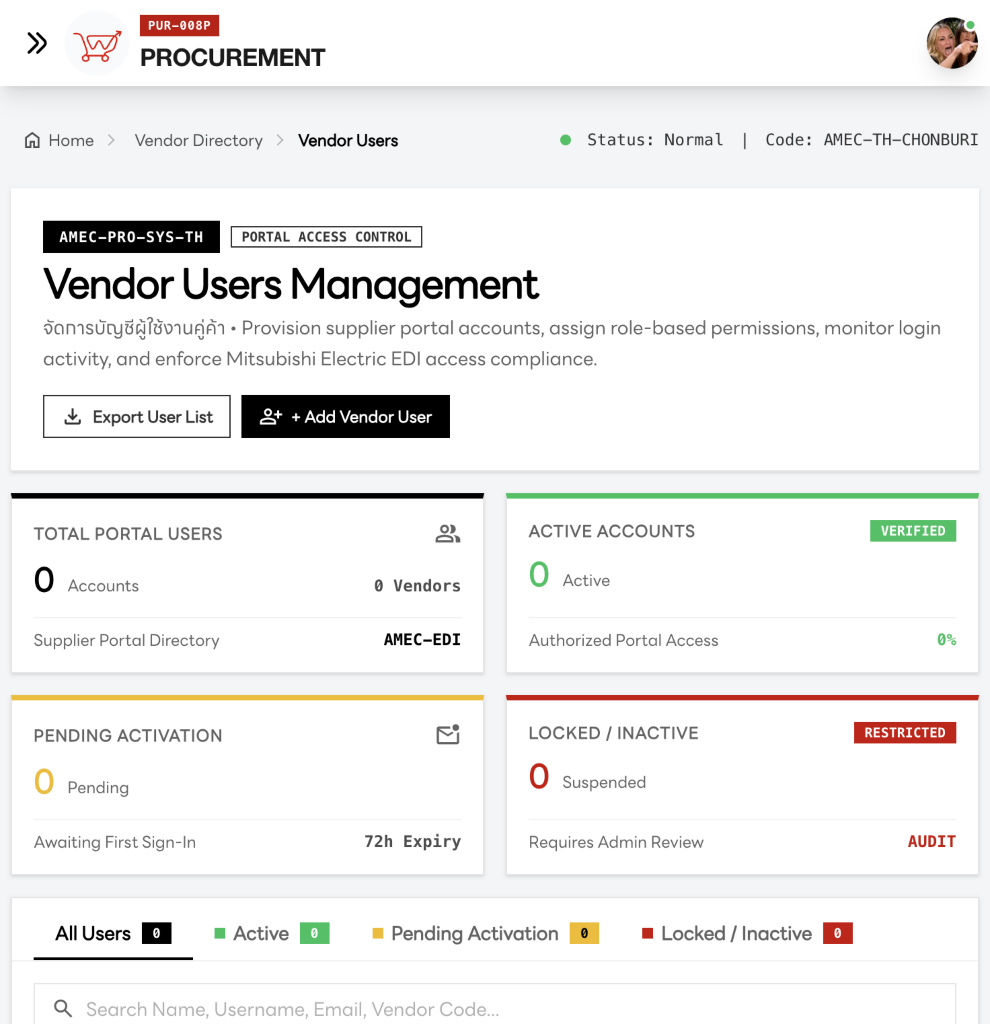 PUR-008P
PROCUREMENT
Home
Vendor Directory
Vendor Users
Status: Normal | Code: AMEC-TH-CHONBURI
AMEC-PRO-SYS-TH
PORTAL ACCESS CONTROL
Vendor Users Management
จัดการบัญชีผู้ใช้งานคู่ค้า • Provision supplier portal accounts, assign role-based permissions, monitor login
activity, and enforce Mitsubishi Electric EDI access compliance.
Export User List
+ Add Vendor User
TOTAL PORTAL USERS
0 Accounts
0 Vendors
Supplier Portal Directory
AMEC-EDI
ACTIVE ACCOUNTS
VERIFIED
0 Active
Authorized Portal Access
0%
PENDING ACTIVATION
0 Pending
Awaiting First Sign-In
72h Expiry
LOCKED / INACTIVE
RESTRICTED
0 Suspended
Requires Admin Review
AUDIT
All Users 0
Active 0
Pending Activation 0
Locked / Inactive 0
Search Name, Username, Email, Vendor Code...